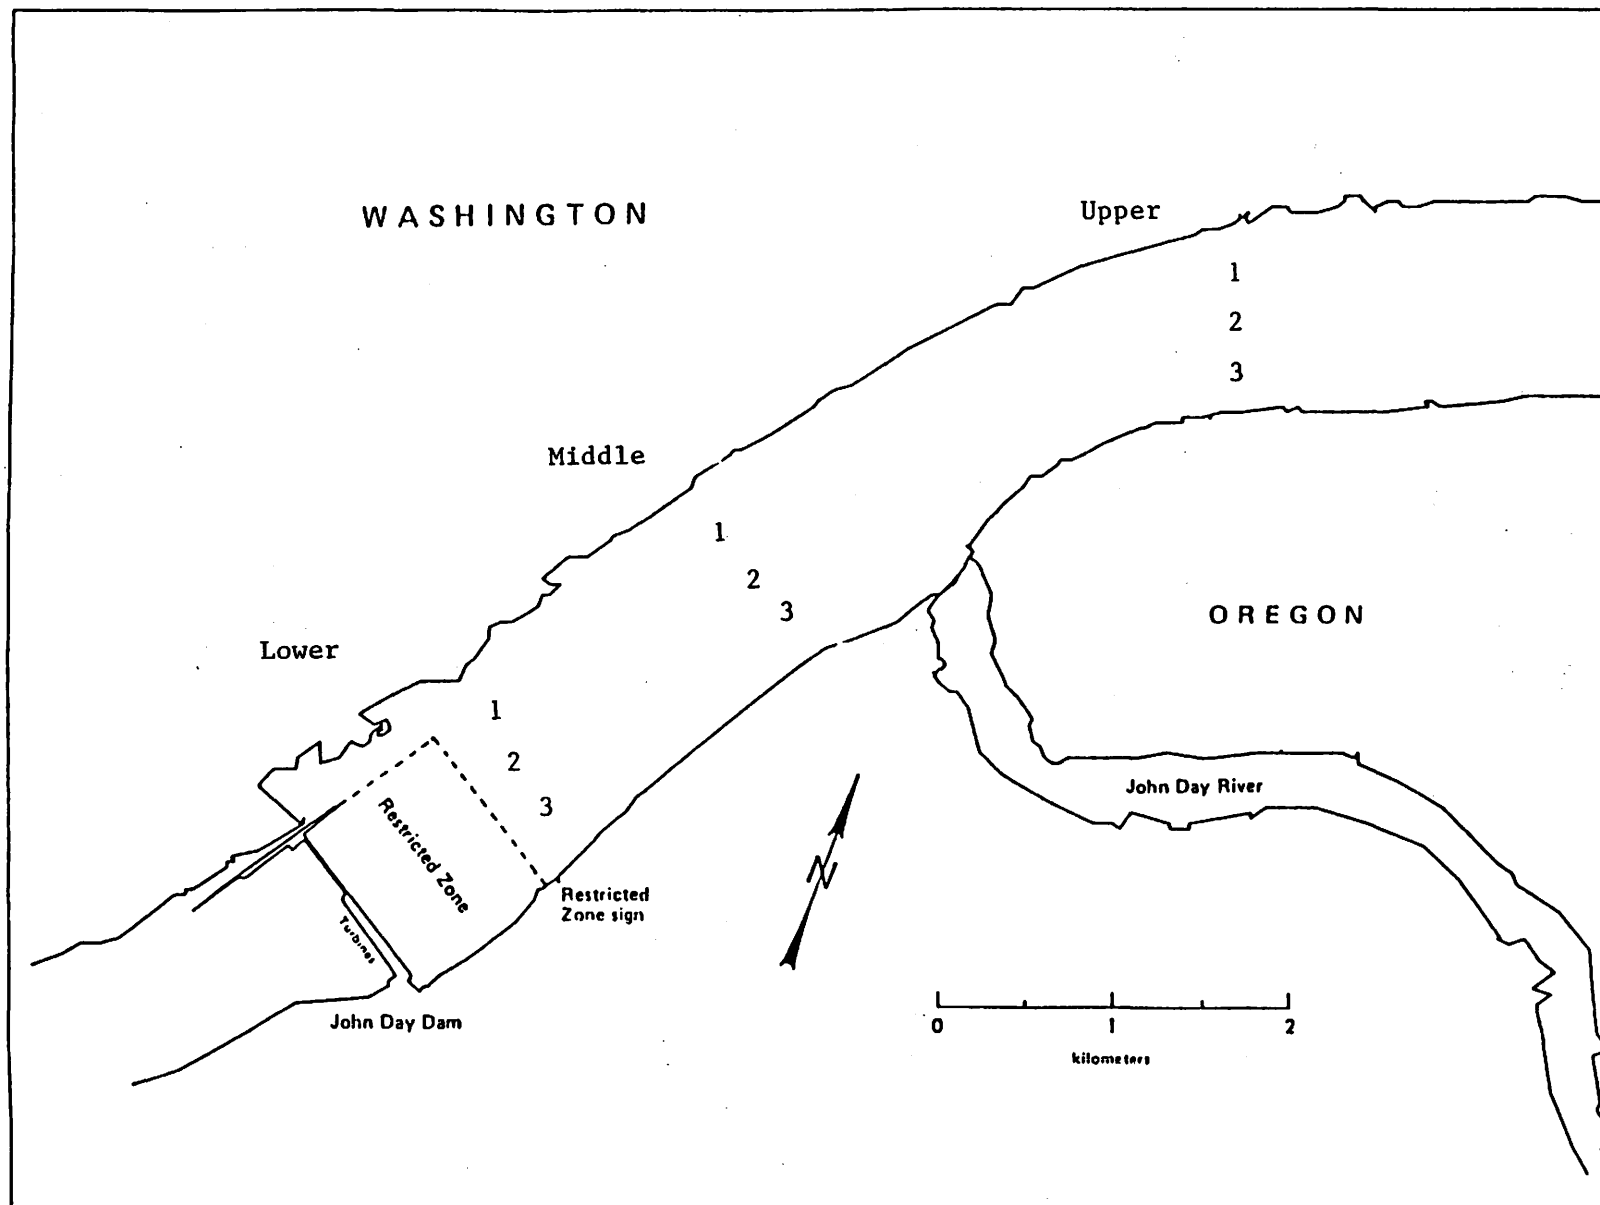 WASHINGTON
Upper
1
2
3
Middle
1
2
3
OREGON
Lower
1
2
3
John Day River
Restricted Zone
Restricted
Zone sign
N
Turbines
John Day Dam
0 1 2
kilometers